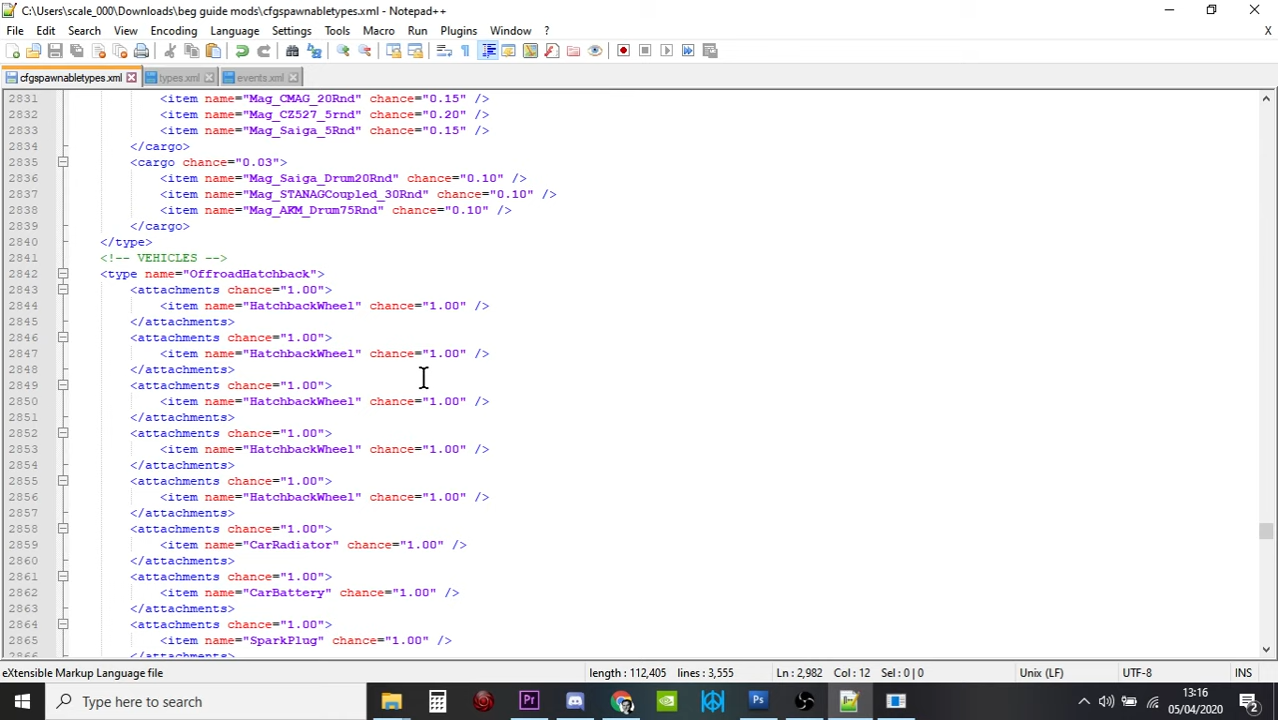 C:\Users\scale_000\Downloads\beg guide mods\cfgspawnabletypes.xml - Notepad++
File Edit Search View Encoding Language Settings Tools Macro Run Plugins Window ? X
cfgspawnabletypes.xml types.xml events.xml
2831 <item name="Mag_CMAG_20Rnd" chance="0.15" />
2832 <item name="Mag_CZ527_5rnd" chance="0.20" />
2833 <item name="Mag_Saiga_5Rnd" chance="0.15" />
2834 </cargo>
2835 <cargo chance="0.03">
2836 <item name="Mag_Saiga_Drum20Rnd" chance="0.10" />
2837 <item name="Mag_STANAGCoupled_30Rnd" chance="0.10" />
2838 <item name="Mag_AKM_Drum75Rnd" chance="0.10" />
2839 </cargo>
2840 </type>
2841 <!-- VEHICLES -->
2842 <type name="OffroadHatchback">
2843 <attachments chance="1.00">
2844 <item name="HatchbackWheel" chance="1.00" />
2845 </attachments>
2846 <attachments chance="1.00">
2847 <item name="HatchbackWheel" chance="1.00" />
2848 </attachments>
2849 <attachments chance="1.00">
2850 <item name="HatchbackWheel" chance="1.00" />
2851 </attachments>
2852 <attachments chance="1.00">
2853 <item name="HatchbackWheel" chance="1.00" />
2854 </attachments>
2855 <attachments chance="1.00">
2856 <item name="HatchbackWheel" chance="1.00" />
2857 </attachments>
2858 <attachments chance="1.00">
2859 <item name="CarRadiator" chance="1.00" />
2860 </attachments>
2861 <attachments chance="1.00">
2862 <item name="CarBattery" chance="1.00" />
2863 </attachments>
2864 <attachments chance="1.00">
2865 <item name="SparkPlug" chance="1.00" />
2866 </attachments>
eXtensible Markup Language file length : 112,405 lines : 3,555 Ln : 2,982 Col : 12 Sel : 0 | 0 Unix (LF) UTF-8 INS
Type here to search
13:16
05/04/2020
2